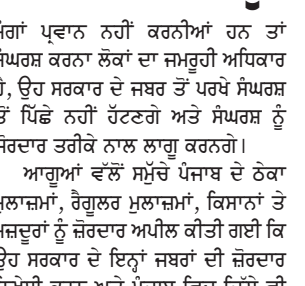 ਮੰਗਾਂ ਪ੍ਰਵਾਨ ਨਹੀਂ ਕਰਨੀਆਂ ਹਨ ਤਾਂ
ਸੰਘਰਸ਼ ਕਰਨਾ ਲੋਕਾਂ ਦਾ ਜਮਰੂਹੀ ਅਧਿਕਾਰ
ਹੈ, ਉਹ ਸਰਕਾਰ ਦੇ ਜਬਰ ਤੋਂ ਪਰਖੇ ਸੰਘਰਸ਼
ਤੋਂ ਪਿੱਛੇ ਨਹੀਂ ਹੱਟਣਗੇ ਅਤੇ ਸੰਘਰਸ਼ ਨੂੰ
ਜ਼ੋਰਦਾਰ ਤਰੀਕੇ ਨਾਲ ਲਾਗੂ ਕਰਨਗੇ।
ਆਗੂਆਂ ਵੱਲੋਂ ਸਮੁੱਚੇ ਪੰਜਾਬ ਦੇ ਠੇਕਾ
ਮੁਲਾਜ਼ਮਾਂ, ਰੈਗੂਲਰ ਮੁਲਾਜ਼ਮਾਂ, ਕਿਸਾਨਾਂ ਤੇ
ਮਜ਼ਦੂਰਾਂ ਨੂੰ ਜ਼ੋਰਦਾਰ ਅਪੀਲ ਕੀਤੀ ਗਈ ਕਿ
ਉਹ ਸਰਕਾਰ ਦੇ ਇਨ੍ਹਾਂ ਜਬਰਾਂ ਦੀ ਜ਼ੋਰਦਾਰ